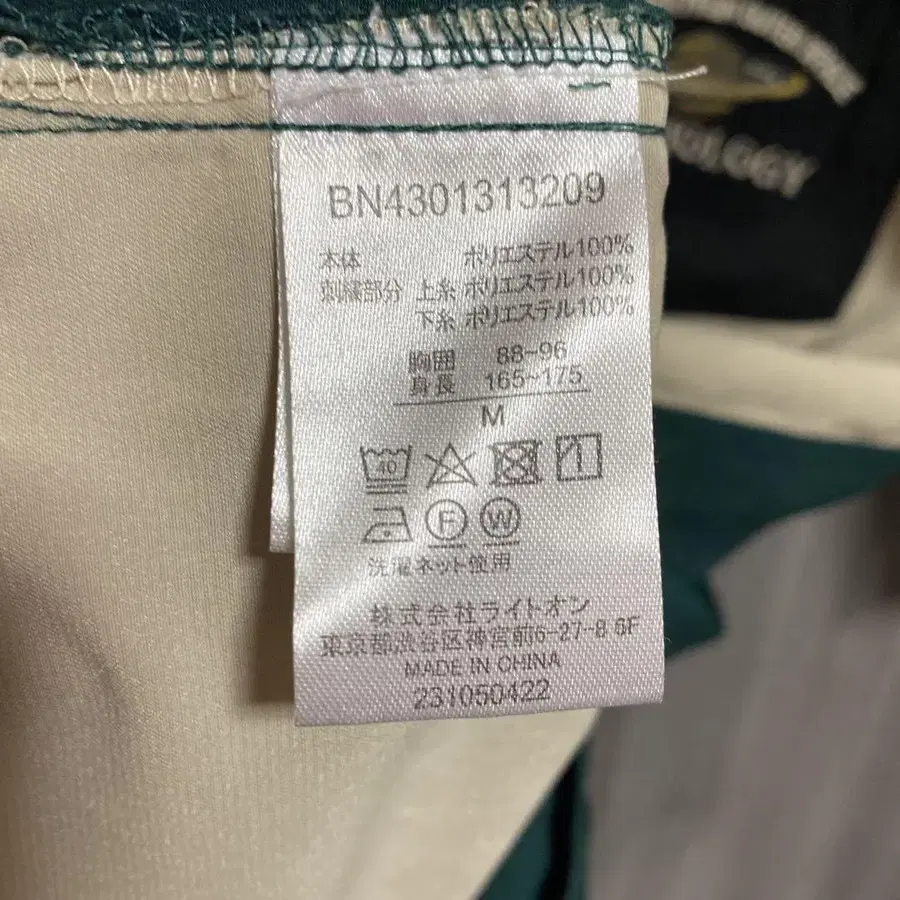 BN4301313209
本体 ポリエステル100%
刺繍部分 上糸 ポリエステル100%
下糸 ポリエステル100%
胸囲 88-96
身長 165~175
M
40
F W
洗濯ネット使用
株式会社ライトオン
東京都渋谷区神宮前6-27-8 6F
MADE IN CHINA
231050422
OLOGY